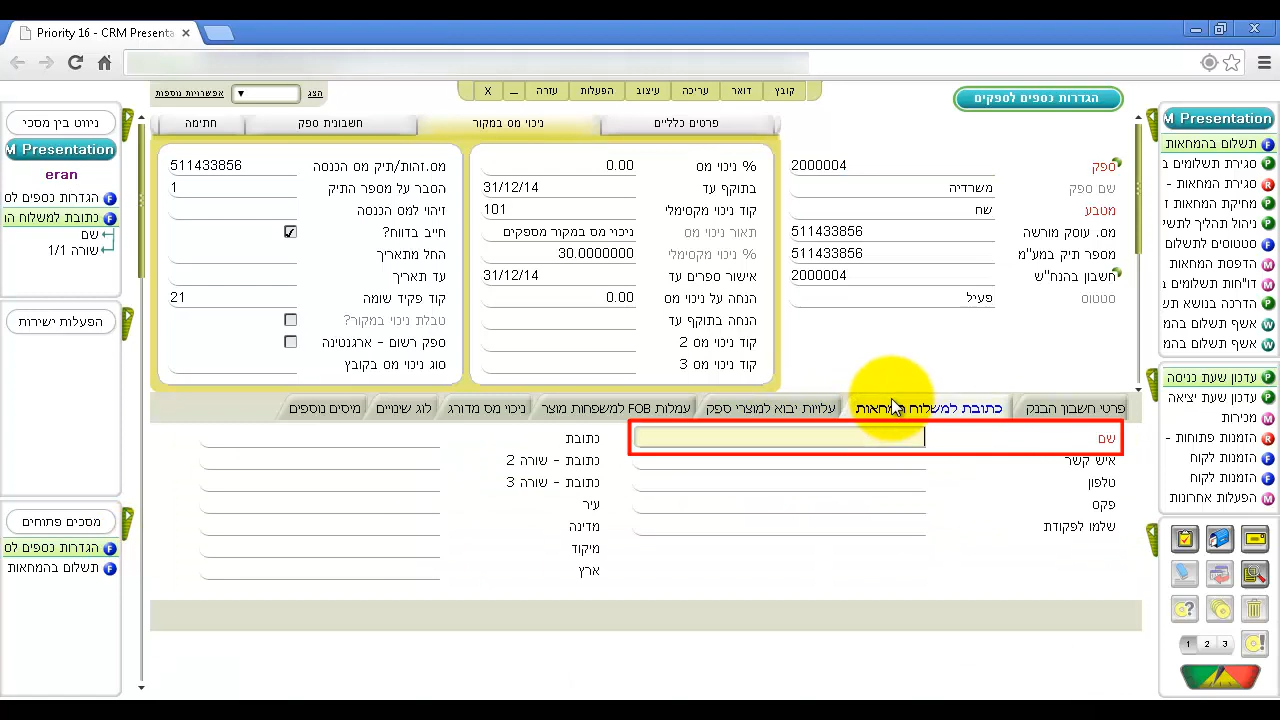 Priority 16 - CRM Presenta
קובץ
דואר
עריכה
עיצוב
הפעלות
עזרה
_
X
הצג
אפשרויות נוספות
הגדרות כספים לספקים
M Presentation
תשלום בהמחאות
סגירת תשלומים ב
סגירת המחאות -
מחיקת המחאות ז
ניהול תהליך לתשי
סטטוסים לתשלום
הדפסת המחאות
דו"חות תשלומים ב
הדרנה בנושא תש
אשף תשלום בהמ
אשף תשלום בהמ
עדנון שעת כניסה
עדנון שעת יציאה
מכירות
הזמנות פתוחות -
הזמנות לקוח
הזמנות לקוח
הפעלות אחרונות
1 2 3
פרטים כלליים
ניכוי מס במקור
חשבונית ספק
חתימה
ספק 2000004
שם ספק משרדיה
מטבע שח
מס. עוסק מורשה 511433856
מספר תיק במע"מ 511433856
חשבון בהנח"ש 2000004
סטטוס פעיל
% ניכוי מס 0.00
בתוקף עד 31/12/14
קוד ניכוי מקסימלי 101
תאור ניכוי מס ניכוי מס במקור מספקים
% ניכוי מקסימלי 30.0000000
אישור ספרים עד 31/12/14
הנחה על ניכוי מס 0.00
הנחה בתוקף עד
קוד ניכוי מס 2
קוד ניכוי מס 3
מס.זהות/תיק מס הכנסה 511433856
הסבר על מספר התיק 1
זיהוי למס הכנסה
חייב בדווח?
החל מתאריך
עד תאריך
קוד פקיד שומה 21
טבלת ניכוי במקור?
ספק רשום - ארגנטינה
סוג ניכוי מס בקובץ
פרטי חשבון הבנק
כתובת למשלוח המחאות
עלויות יבוא למוצרי ספק
עמלות FOB למשפחות מוצר
ניכוי מס מדורג
לוג שינויים
מיסים נוספים
שם
איש קשר
טלפון
פקס
שלמו לפקודת
כתובת
כתובת - שורה 2
כתובת - שורה 3
עיר
מדינה
מיקוד
ארץ
ניווט בין מסכי
M Presentation
eran
הגדרות כספים לס
כתובת למשלוח הו
שם
שורה 1/1
הפעלות ישירות
מסכים פתוחים
הגדרות כספים לס
תשלום בהמחאות